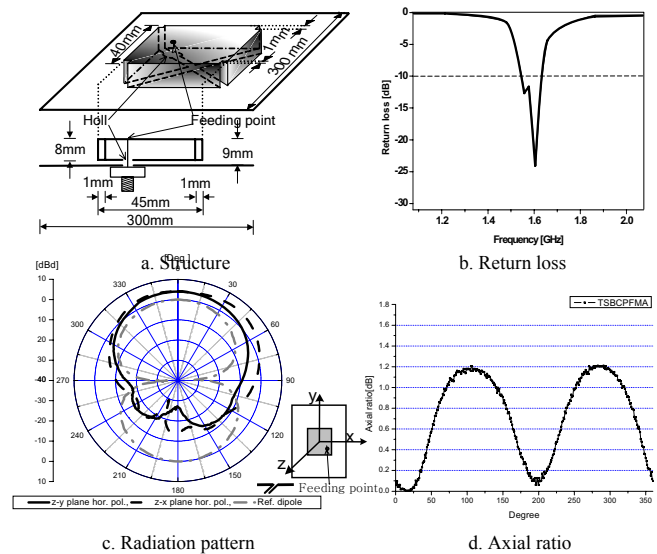 40mm
1mm
300mm
Holl
Feeding point
8mm
9mm
1mm
1mm
45mm
300mm
a. Structure
Return loss [dB]
0
-5
-10
-15
-20
-25
-30
1.2 1.4 1.6 1.8 2.0
Frequency [GHz]
b. Return loss
[dBd]
[Deg.]
10
0
10
20
30
-40
30
20
10
0
10
0
30
60
90
120
150
180
210
240
270
300
330
y
x
z
Feeding point
z-y plane hor. pol., z-x plane hor. pol., Ref. dipole
c. Radiation pattern
TSBCPFMA
Axial ratio[dB]
1.8
1.6
1.4
1.2
1.0
0.8
0.6
0.4
0.2
0.0
0 50 100 150 200 250 300 350
Degree
d. Axial ratio